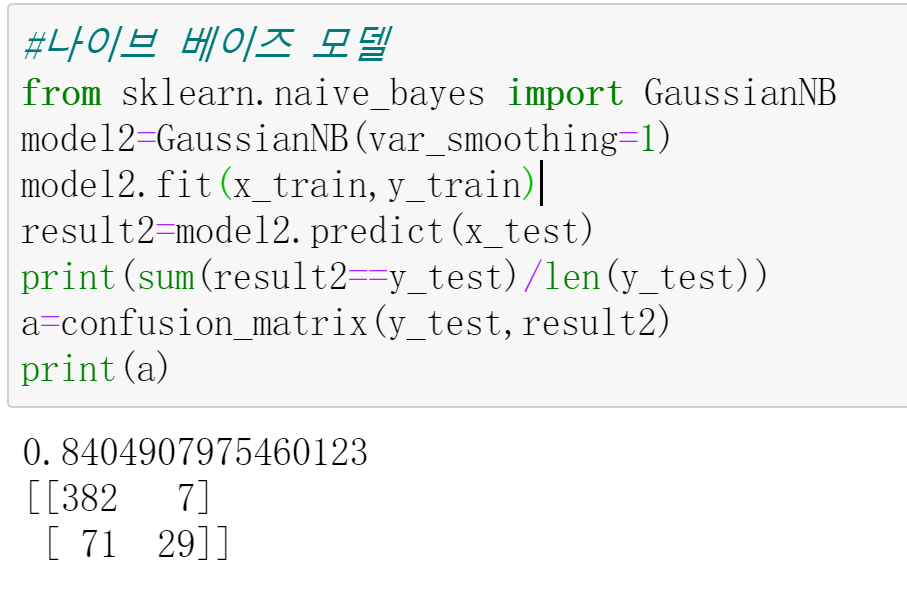 #나이브 베이즈 모델
from sklearn.naive_bayes import GaussianNB
model2=GaussianNB(var_smoothing=1)
model2.fit(x_train,y_train)
result2=model2.predict(x_test)
print(sum(result2==y_test)/len(y_test))
a=confusion_matrix(y_test,result2)
print(a)
0.8404907975460123
[[382   7]
 [ 71  29]]